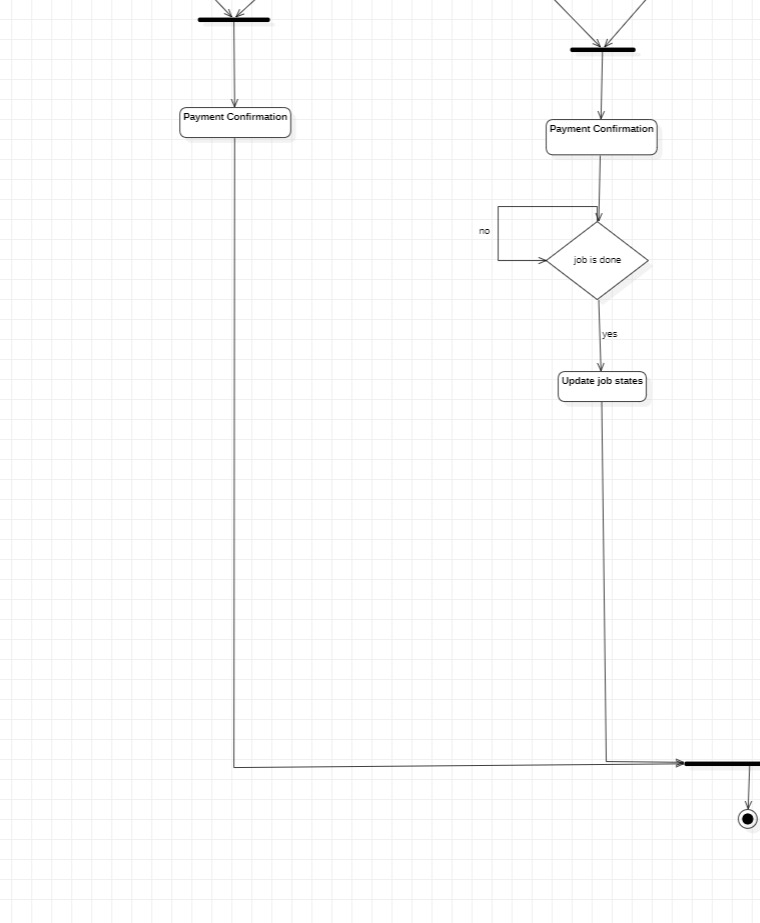 Payment Confirmation
Payment Confirmation
no
job is done
yes
Update job states